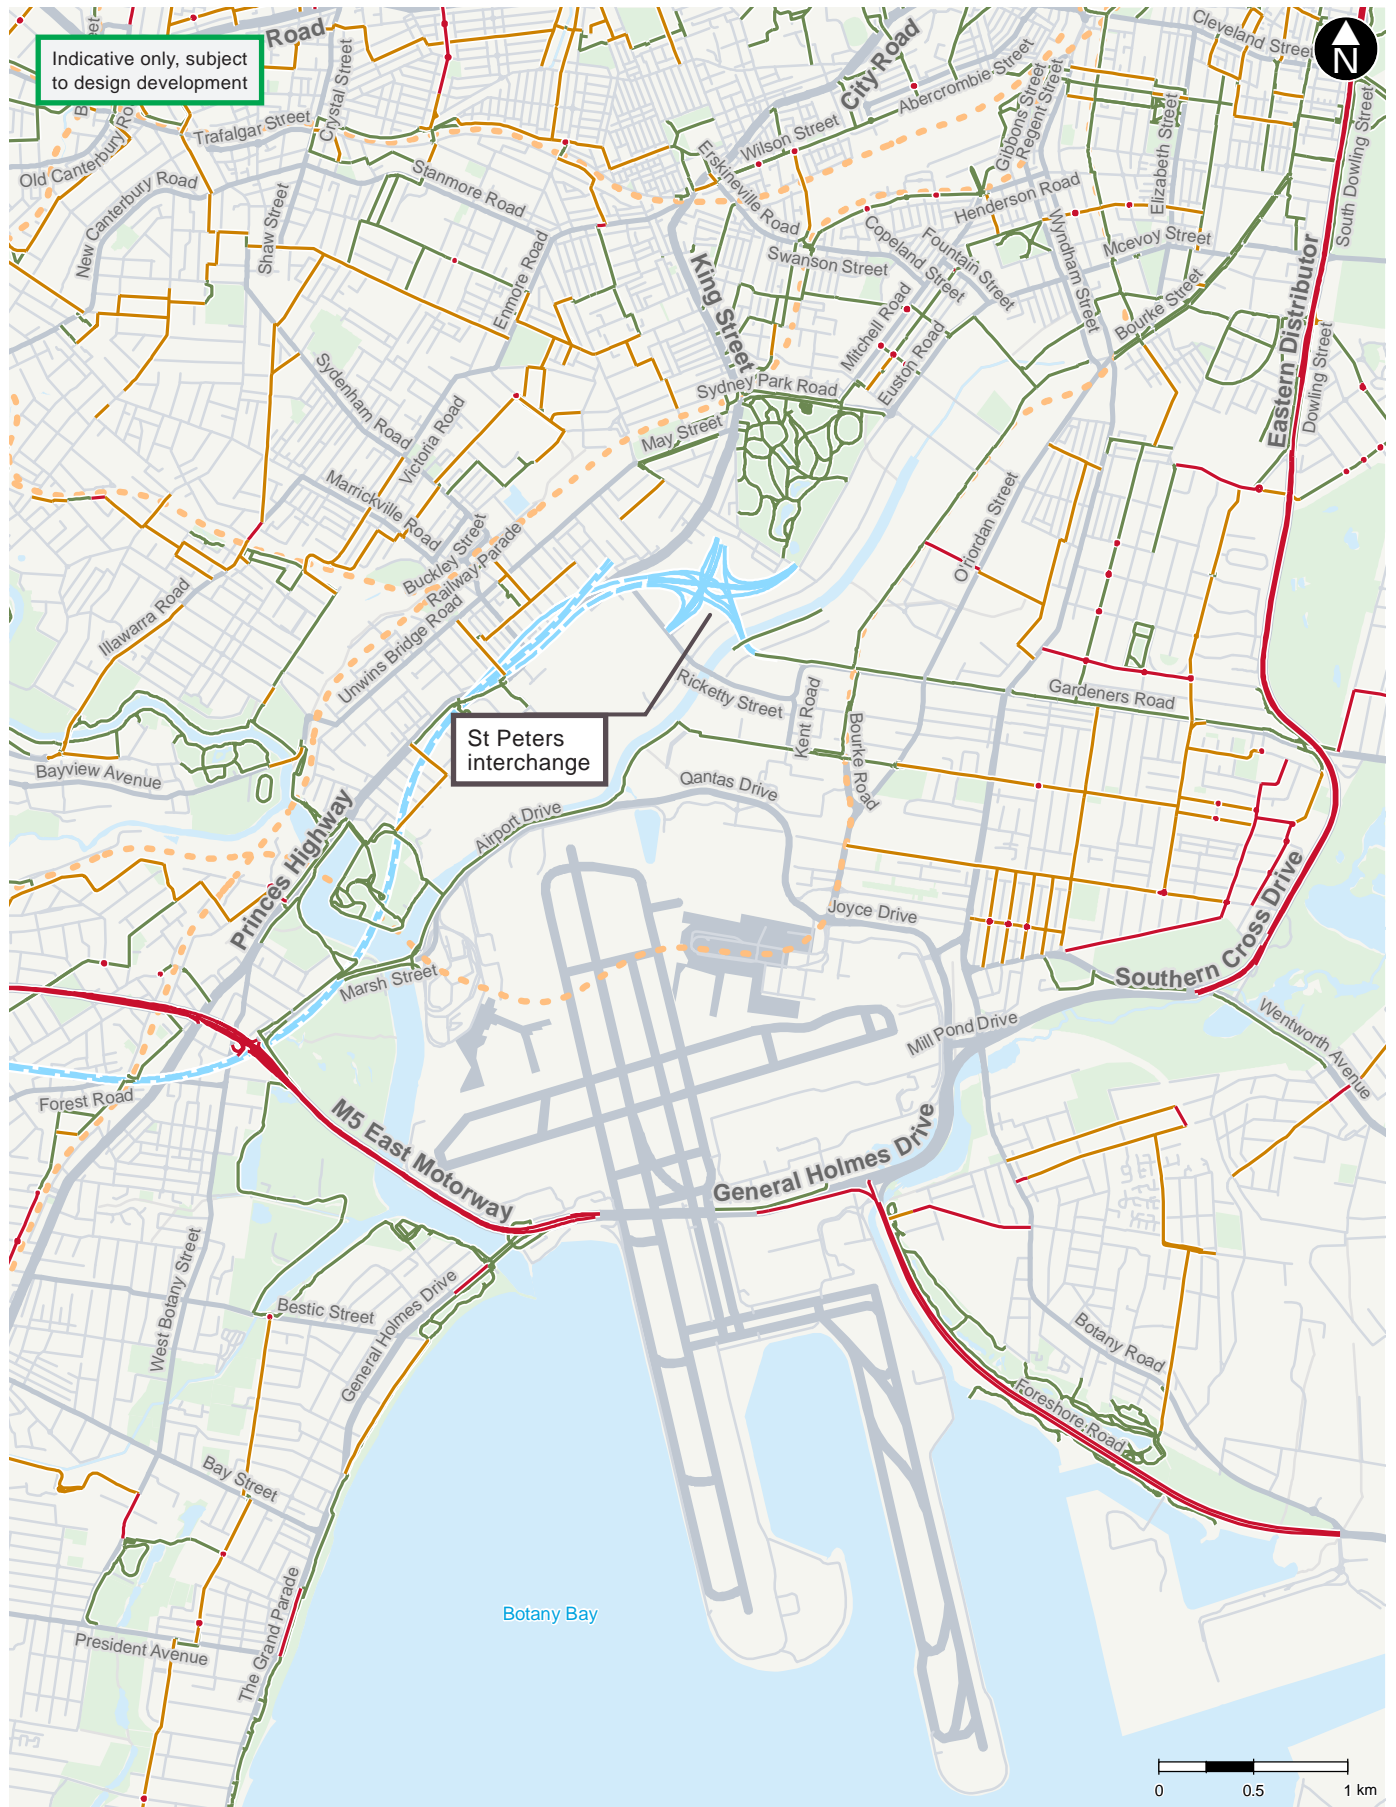 Indicative only, subject
to design development
Road
Crystal Street
City Road
Cleveland Street
N
Abercrombie Street
Gibbons Street
Regent Street
Elizabeth Street
South Dowling Street
Trafalgar Street
Old Canterbury
Wilson Street
Stanmore Road
New Canterbury Road
Shaw Street
Erskineville Road
Henderson Road
Copeland Street
Fountain Street
Wyndham Street
Mcevoy Street
Swanson Street
Enmore Road
King Street
Mitchell Road
Euston Road
Bourke Street
Eastern Distributor
Dowling Street
Sydenham Road
Victoria Road
Sydney Park Road
May Street
Marrickville Road
O'riordan Street
Buckley Street
Railway Parade
Illawarra Road
Unwins Bridge Road
Ricketty Street
Kent Road
Gardeners Road
St Peters
interchange
Bourke Road
Bayview Avenue
Qantas Drive
Airport Drive
Princes Highway
Joyce Drive
Southern Cross Drive
Marsh Street
Mill Pond Drive
Wentworth Avenue
Forest Road
M5 East Motorway
General Holmes Drive
West Botany Street
Bestic Street
General Holmes Drive
Botany Road
Foreshore Road
Bay Street
The Grand Parade
Botany Bay
President Avenue
0 0.5 1 km